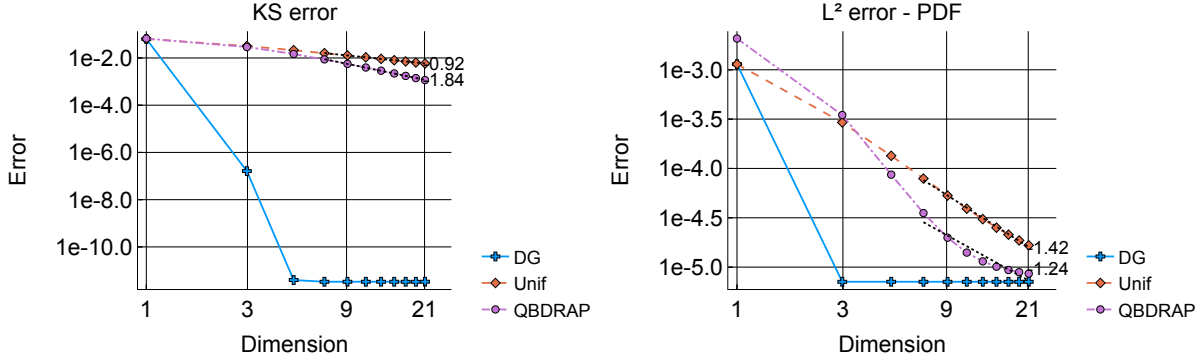 KS error
Error
1e-2.0
1e-4.0
1e-6.0
1e-8.0
1e-10.0
0.92
1.84
1
3
9
21
Dimension
DG
Unif
QBDRAP
L² error - PDF
Error
1e-3.0
1e-3.5
1e-4.0
1e-4.5
1e-5.0
1.42
1.24
1
3
9
21
Dimension
DG
Unif
QBDRAP